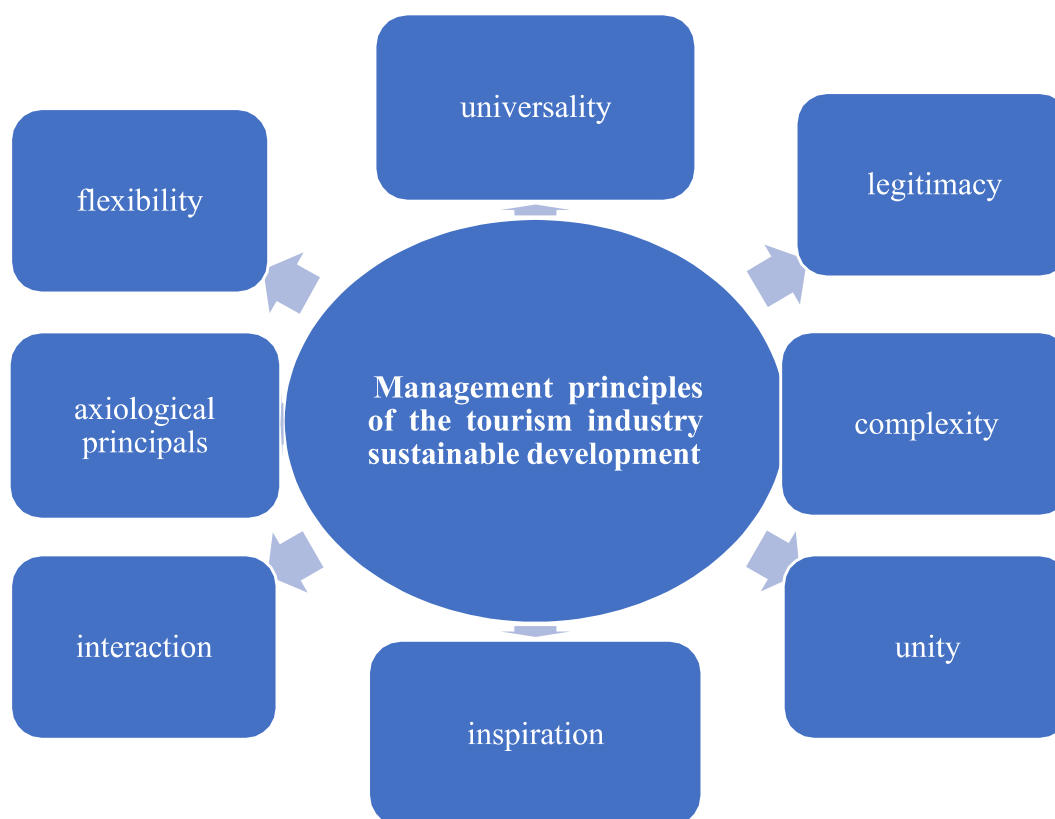 universality
flexibility
legitimacy
Management principles
of the tourism industry
sustainable development
axiological
principals
complexity
interaction
unity
inspiration